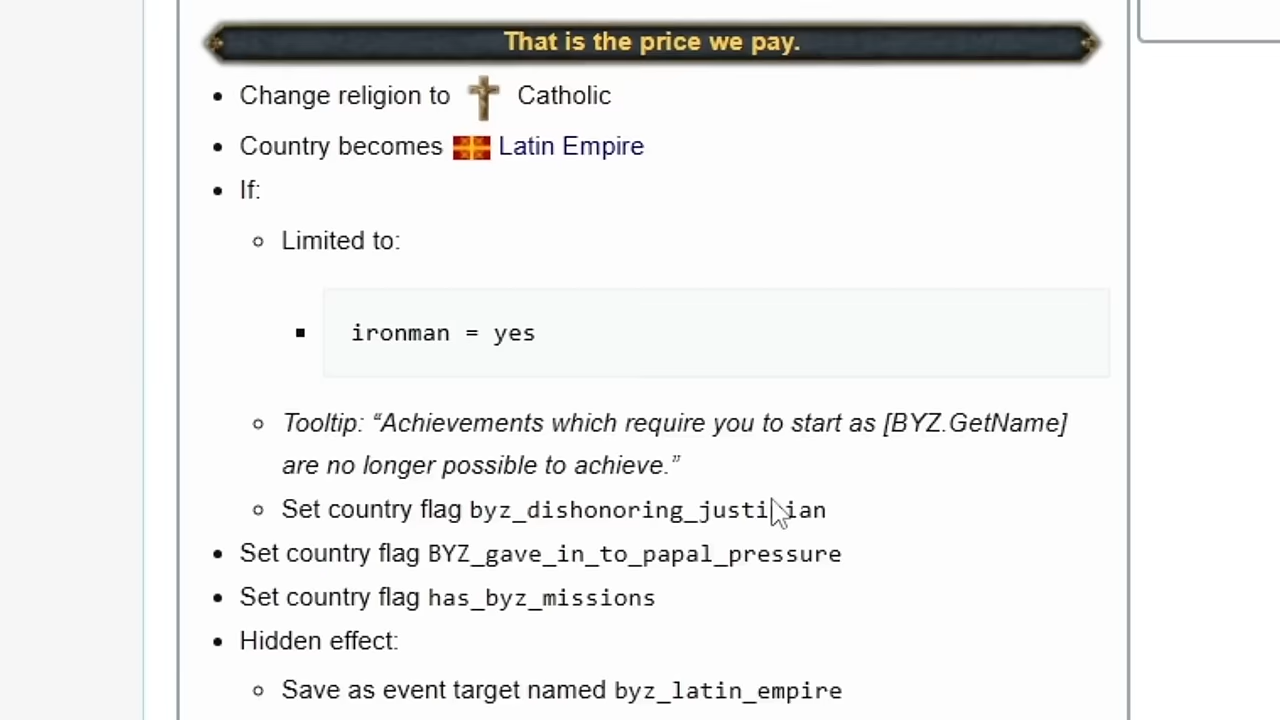 That is the price we pay.
Change religion to Catholic
Country becomes Latin Empire
If:
Limited to:
ironman = yes
Tooltip: “Achievements which require you to start as [BYZ.GetName]
are no longer possible to achieve.”
Set country flag byz_dishonoring_justinian
Set country flag BYZ_gave_in_to_papal_pressure
Set country flag has_byz_missions
Hidden effect:
Save as event target named byz_latin_empire